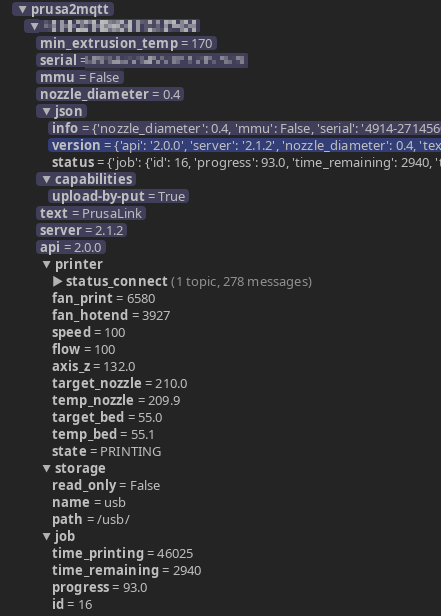 ▼ prusa2mqtt
▼
min_extrusion_temp = 170
serial =
mmu = False
nozzle_diameter = 0.4
▼ json
info = {'nozzle_diameter': 0.4, 'mmu': False, 'serial': '4914-271456
version = {'api': '2.0.0', 'server': '2.1.2', 'nozzle_diameter': 0.4, 'tex
status = {'job': {'id': 16, 'progress': 93.0, 'time_remaining': 2940, 't
▼ capabilities
upload-by-put = True
text = PrusaLink
server = 2.1.2
api = 2.0.0
▼ printer
▶ status_connect (1 topic, 278 messages)
fan_print = 6580
fan_hotend = 3927
speed = 100
flow = 100
axis_z = 132.0
target_nozzle = 210.0
temp_nozzle = 209.9
target_bed = 55.0
temp_bed = 55.1
state = PRINTING
▼ storage
read_only = False
name = usb
path = /usb/
▼ job
time_printing = 46025
time_remaining = 2940
progress = 93.0
id = 16